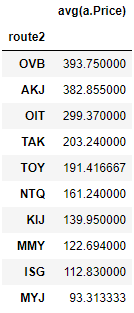 avg(a.Price)
route2
OVB 393.750000
AKJ 382.855000
OIT 299.370000
TAK 203.240000
TOY 191.416667
NTQ 161.240000
KIJ 139.950000
MMY 122.694000
ISG 112.830000
MYJ 93.313333